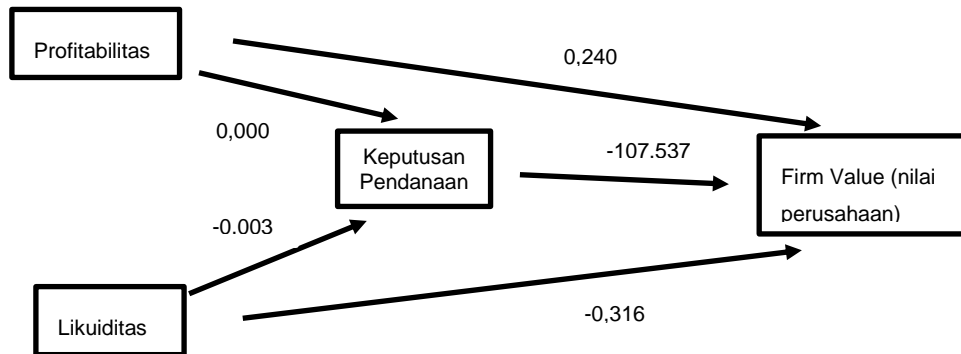 Profitabilitas
0,240
0,000
Keputusan
Pendanaan
-107.537
Firm Value (nilai
perusahaan)
-0.003
Likuiditas
-0,316